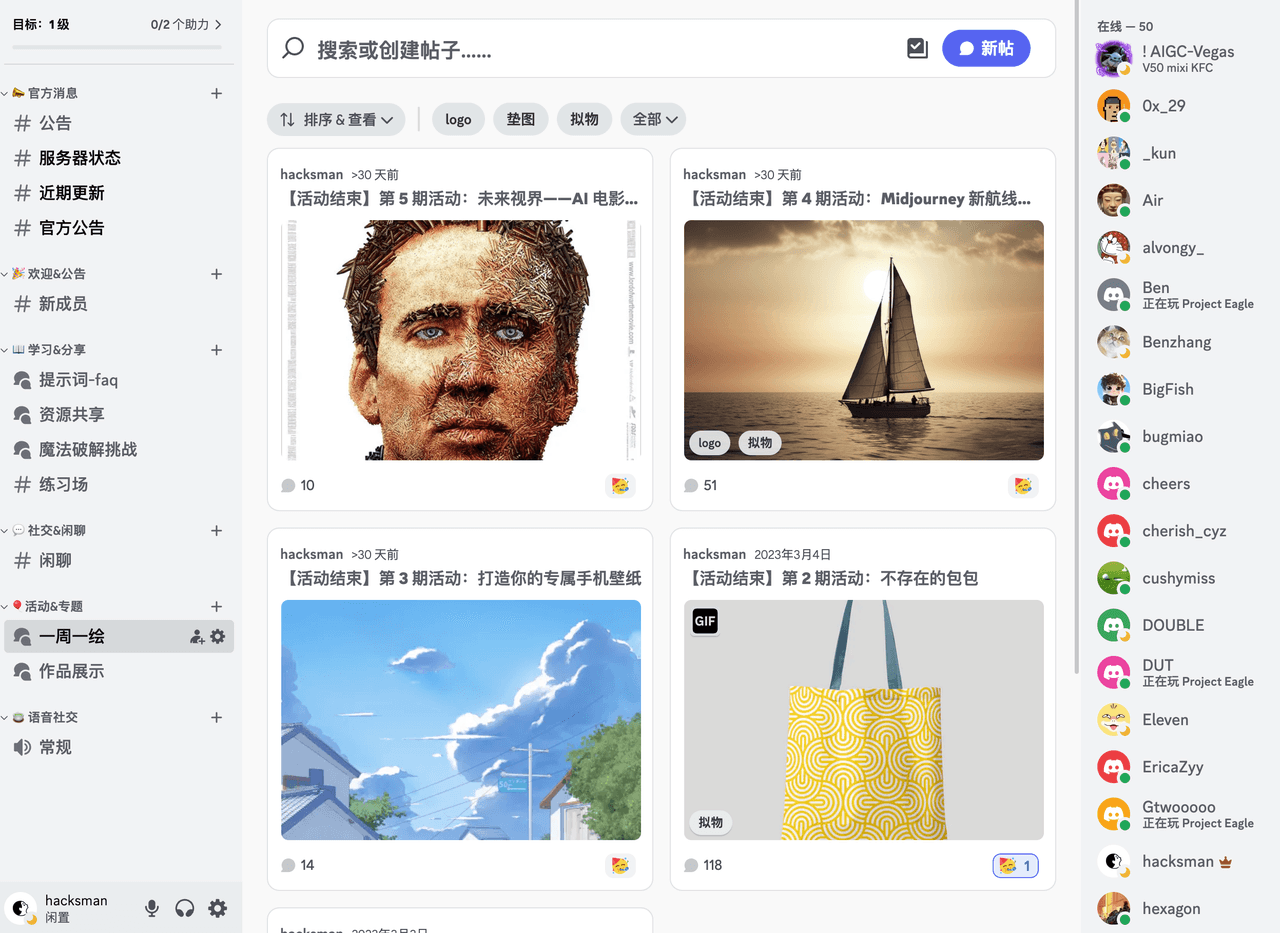 目标：1 级
0/2 个助力
官方消息
公告
服务器状态
近期更新
官方公告
欢迎&公告
新成员
学习&分享
提示词-faq
资源共享
魔法破解挑战
练习场
社交&闲聊
闲聊
活动&专题
一周一绘
作品展示
语音社交
常规
hacksman
闲置
搜索或创建帖子......
新帖
排序 & 查看
logo
垫图
拟物
全部
hacksman >30 天前
【活动结束】第 5 期活动：未来视界——AI 电影...
10
hacksman >30 天前
【活动结束】第 4 期活动：Midjourney 新航线...
logo
拟物
51
hacksman >30 天前
【活动结束】第 3 期活动：打造你的专属手机壁纸
14
hacksman 2023年3月4日
【活动结束】第 2 期活动：不存在的包包
GIF
拟物
118
1
在线 — 50
! AIGC-Vegas
V50 mixi KFC
0x_29
_kun
Air
alvongy_
Ben
正在玩 Project Eagle
Benzhang
BigFish
bugmiao
cheers
cherish_cyz
cushymiss
DOUBLE
DUT
正在玩 Project Eagle
Eleven
EricaZyy
Gtwooooo
正在玩 Project Eagle
hacksman
hexagon